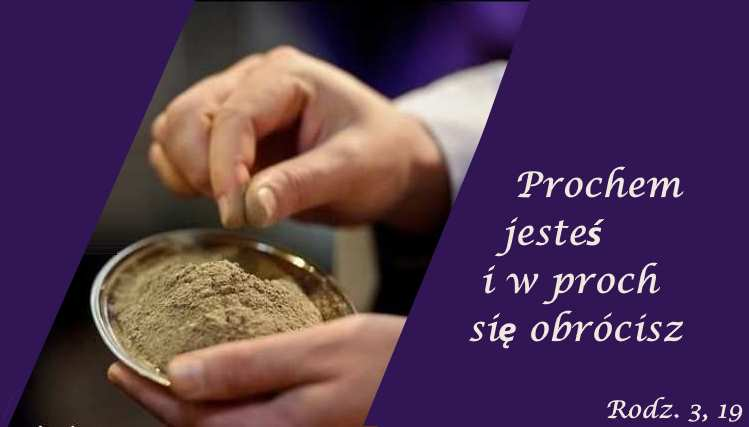 Prochem
jesteś
i w proch
się obrócisz
Rodz. 3, 19